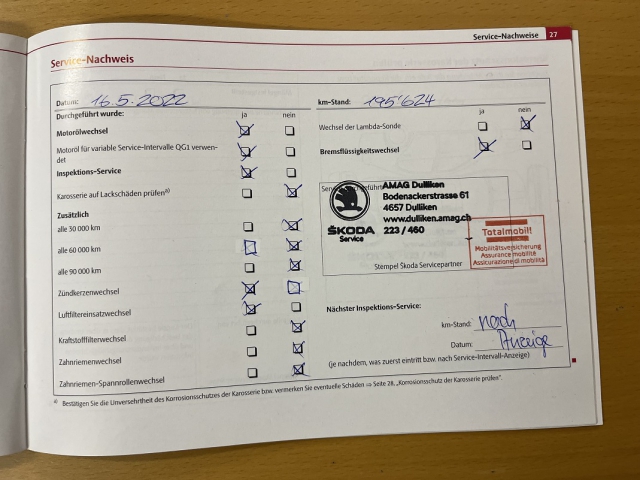 Service-Nachweise 27
Service-Nachweis
Datum: 16.5.2022
km-Stand: 195'624
Durchgeführt wurde: ja nein
ja nein
Motorölwechsel
Wechsel der Lambda-Sonde
Motoröl für variable Service-Intervalle QG1 verwen-
det
Bremsflüssigkeitswechsel
Inspektions-Service
Karosserie auf Lackschäden prüfen a)
Zusätzlich
alle 30 000 km
alle 60 000 km
alle 90 000 km
Zündkerzenwechsel
Luftfiltereinsatzwechsel
Kraftstofffilterwechsel
Zahnriemenwechsel
Zahnriemen-Spannrollenwechsel
Service durchgeführt
AMAG Dulliken
Bodenackerstrasse 61
4657 Dulliken
www.dulliken.amag.ch
223 / 460
ŠKODA
Service
Stempel Škoda Servicepartner
Totalmobil!
Mobilitätsversicherung
Assurance mobilité
Assicurazione di mobilità
Nächster Inspektions-Service:
km-Stand: nach
Datum: Anzeige
(je nachdem, was zuerst eintritt bzw. nach Service-Intervall-Anzeige)
a) Bestätigen Sie die Unversehrtheit des Korrosionsschutzes der Karosserie bzw. vermerken Sie eventuelle Schäden ⇒ Seite 28, „Korrosionsschutz der Karosserie prüfen".